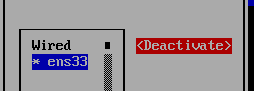 Wired
<Deactivate>
* ens33